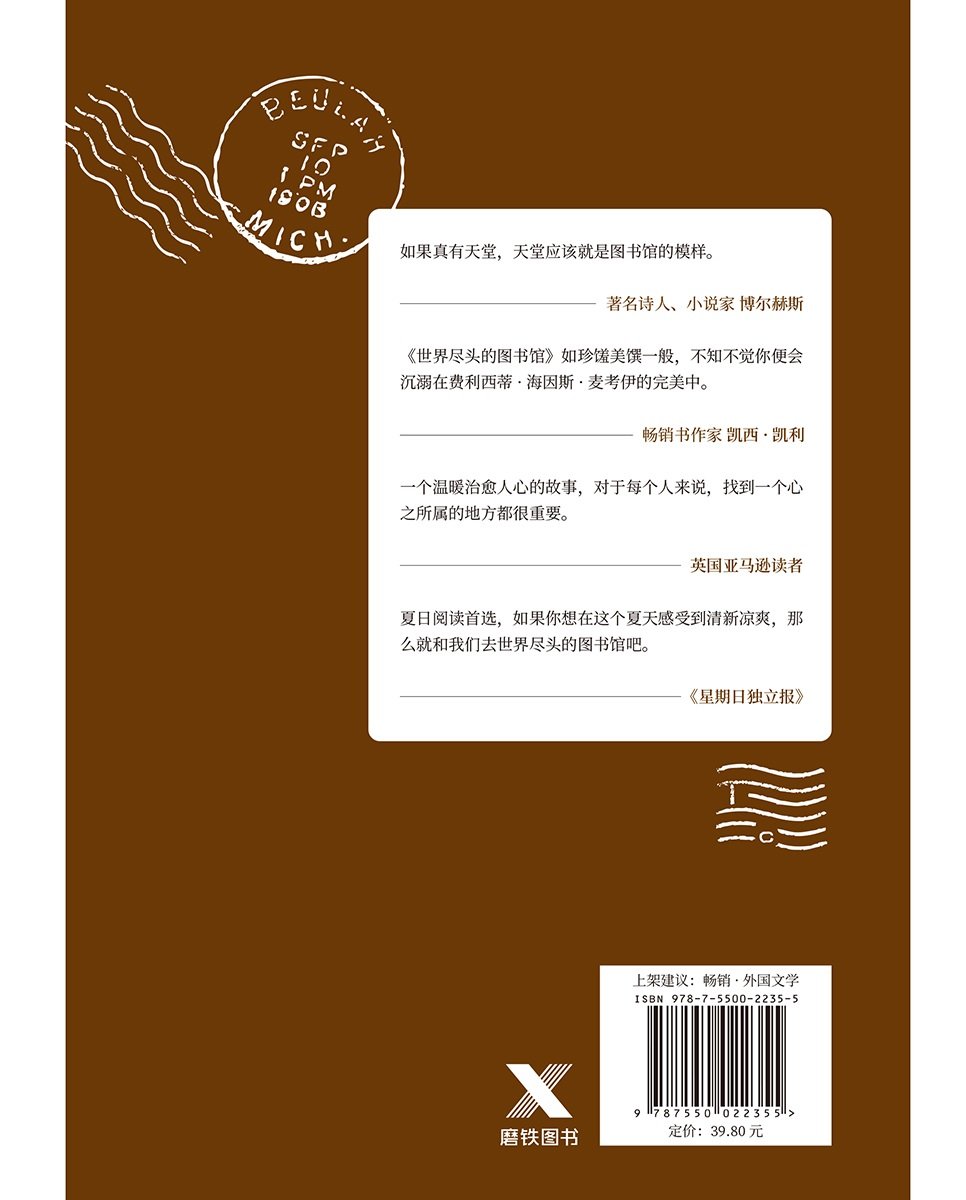 BEULAH
SEP
10
1 PM
1908
MICH.
如果真有天堂，天堂应该就是图书馆的模样。
著名诗人、小说家 博尔赫斯
《世界尽头的图书馆》如珍馐美馔一般，不知不觉你便会
沉溺在费利西蒂·海因斯·麦考伊的完美中。
畅销书作家 凯西·凯利
一个温暖治愈人心的故事，对于每个人来说，找到一个心
之所属的地方都很重要。
英国亚马逊读者
夏日阅读首选，如果你想在这个夏天感受到清新凉爽，那
么就和我们去世界尽头的图书馆吧。
《星期日独立报》
T
C
上架建议：畅销·外国文学
ISBN 978-7-5500-2235-5
9 787550 022355 >
定价：39.80 元
磨铁图书